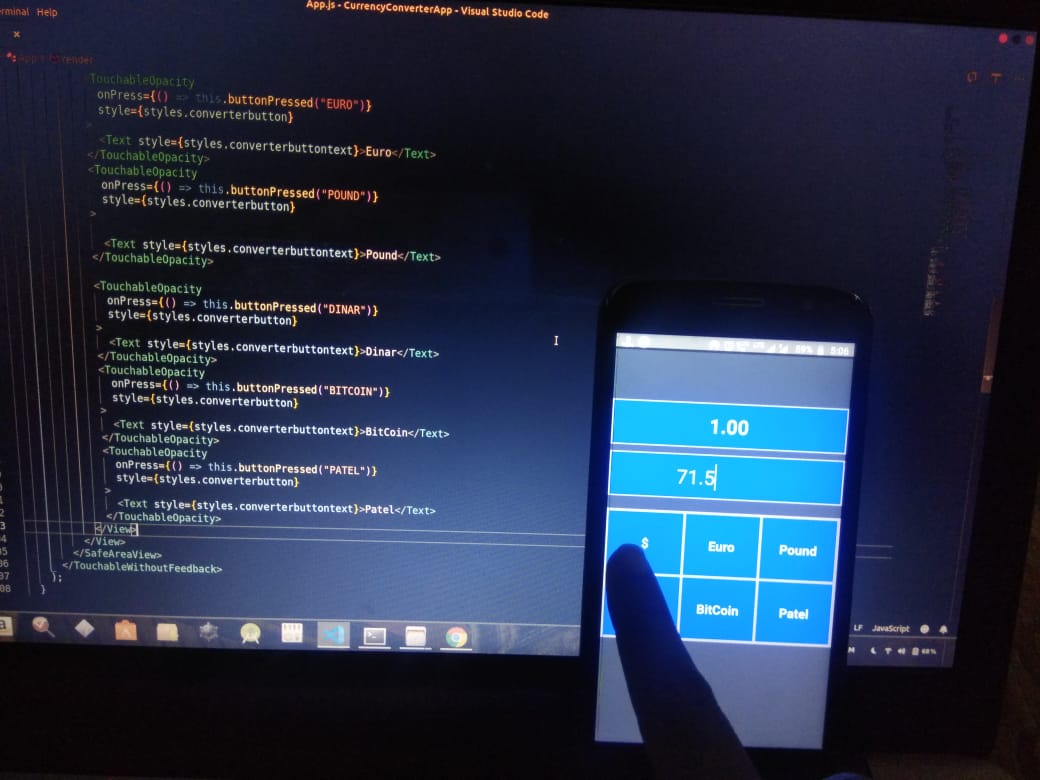 Help
App.js - CurrencyConverterApp - Visual Studio Code
render
<TouchableOpacity
onPress={() => this.buttonPressed("EURO")}
style={styles.converterbutton}
>
<Text style={styles.converterbuttontext}>Euro</Text>
</TouchableOpacity>
<TouchableOpacity
onPress={() => this.buttonPressed("POUND")}
style={styles.converterbutton}
>
<Text style={styles.converterbuttontext}>Pound</Text>
</TouchableOpacity>
<TouchableOpacity
onPress={() => this.buttonPressed("DINAR")}
style={styles.converterbutton}
>
<Text style={styles.converterbuttontext}>Dinar</Text>
</TouchableOpacity>
<TouchableOpacity
onPress={() => this.buttonPressed("BITCOIN")}
style={styles.converterbutton}
>
<Text style={styles.converterbuttontext}>BitCoin</Text>
</TouchableOpacity>
<TouchableOpacity
onPress={() => this.buttonPressed("PATEL")}
style={styles.converterbutton}
>
<Text style={styles.converterbuttontext}>Patel</Text>
</TouchableOpacity>
</View>
</View>
</SafeAreaView>
</TouchableWithoutFeedback>
);
}
LF JavaScript
68%
89% 5:06
1.00
71.5
$ Euro Pound
BitCoin Patel